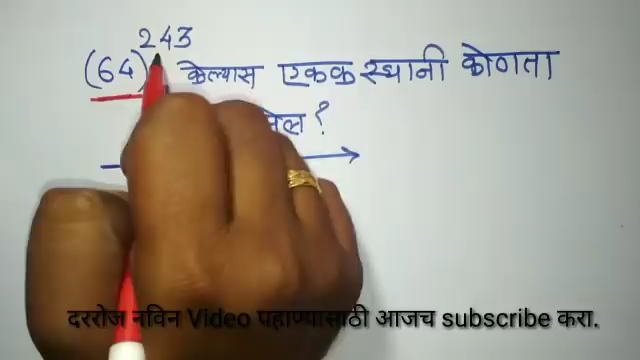 (64)²⁴³ केल्यास एकक स्थानी कोणता
?
दररोज नविन Video पहाण्यासाठी आजच subscribe करा.